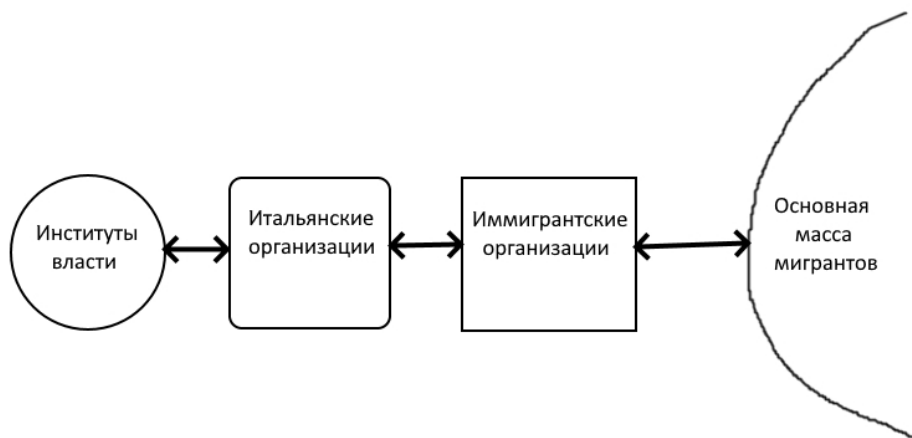 Институты
власти
Итальянские
организации
Иммигрантские
организации
Основная
масса
мигрантов